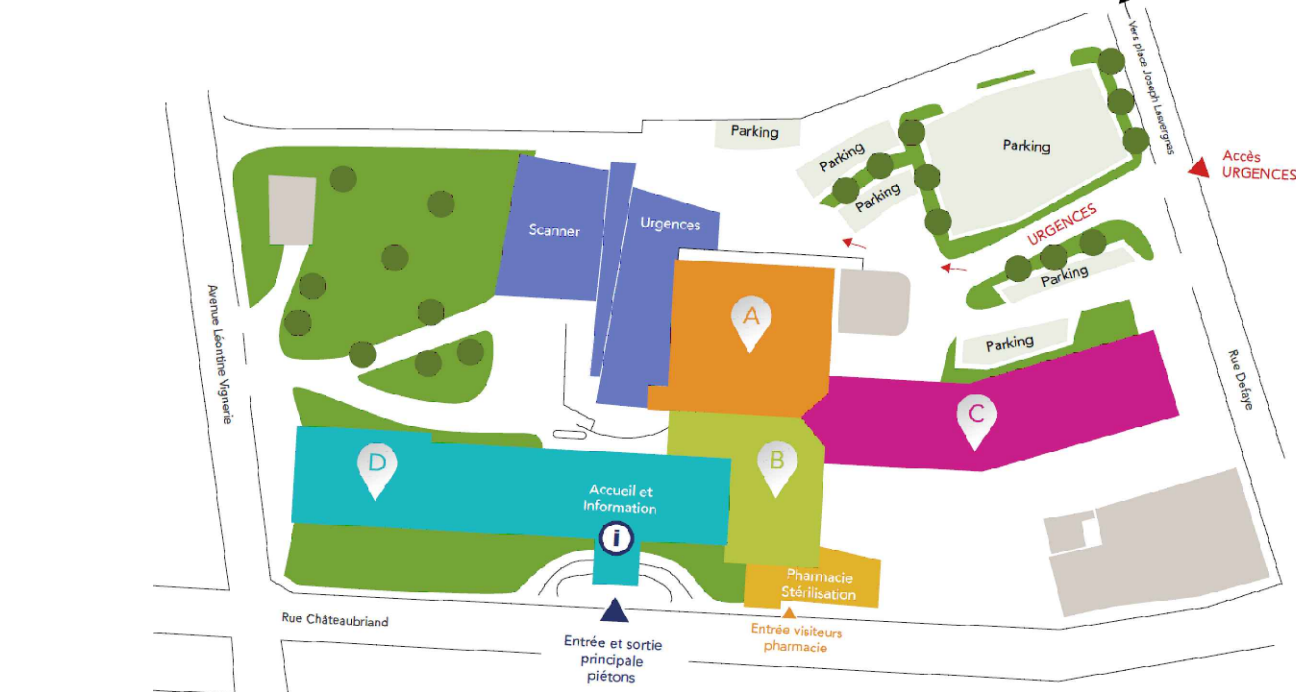 Vers place Joseph Lasvergnas
Parking
Parking
Parking
Parking
Accès
URGENCES
Scanner
Urgences
URGENCES
Parking
A
Avenue Léontine Vignerie
Parking
Rue Defaye
C
D
B
Accueil et
Information
i
Pharmacie
Stérilisation
Rue Châteaubriand
Entrée et sortie
principale
piétons
Entrée visiteurs
pharmacie